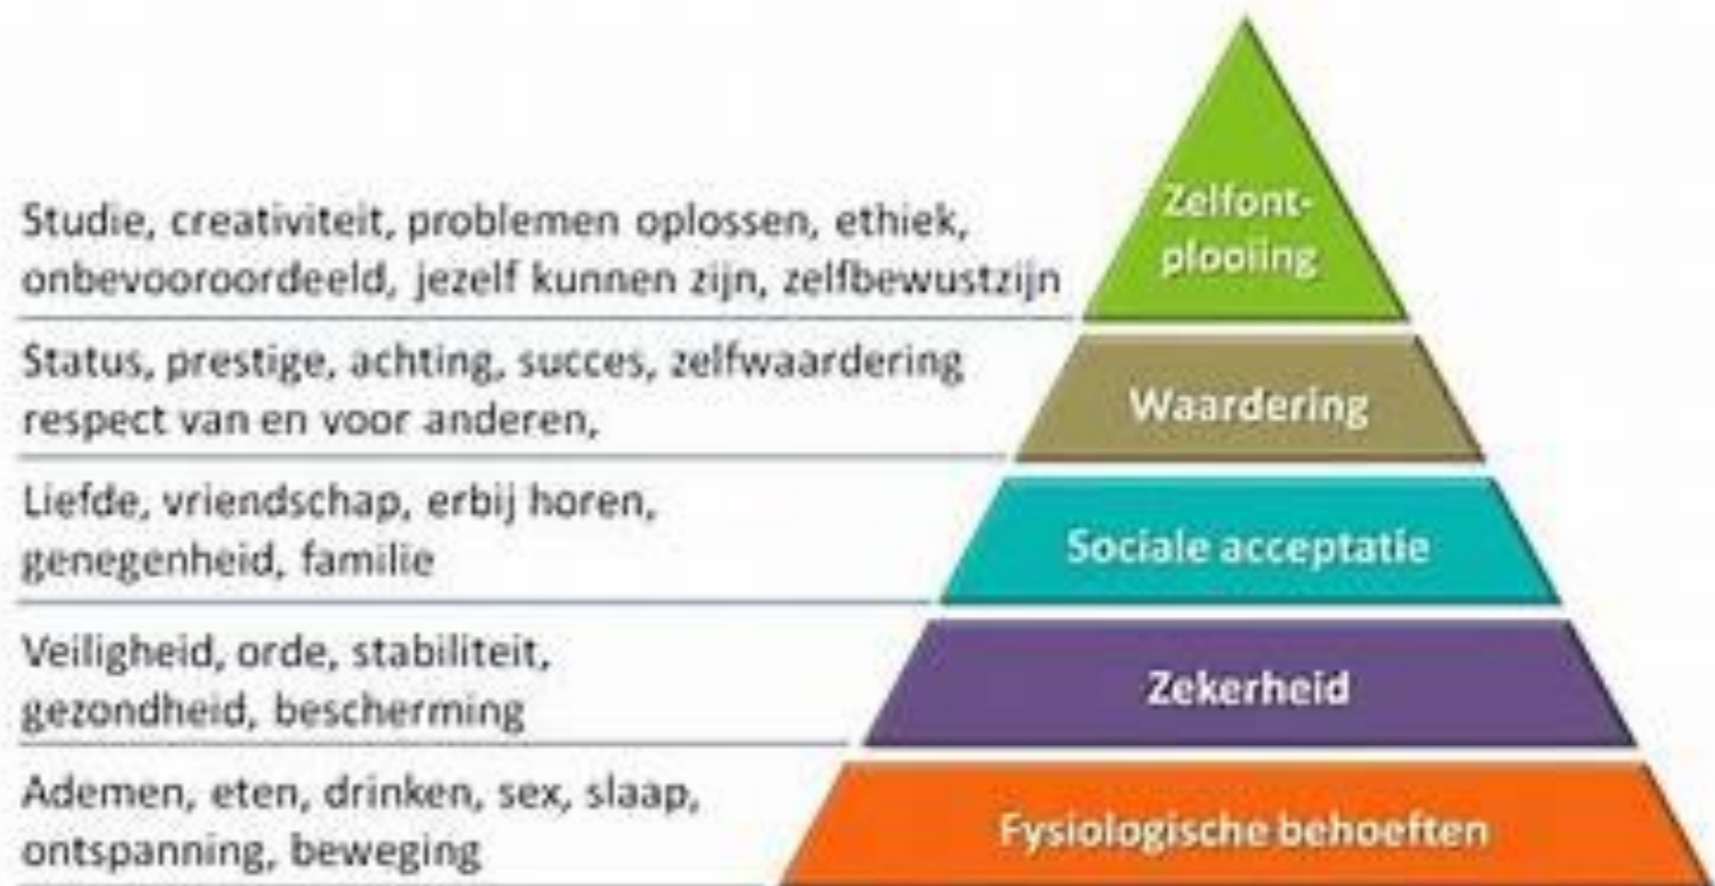 Zelfont-
plooiing
Studie, creativiteit, problemen oplossen, ethiek,
onbevooroordeeld, jezelf kunnen zijn, zelfbewustzijn
Waardering
Status, prestige, achting, succes, zelfwaardering
respect van en voor anderen,
Sociale acceptatie
Liefde, vriendschap, erbij horen,
genegenheid, familie
Zekerheid
Veiligheid, orde, stabiliteit,
gezondheid, bescherming
Fysiologische behoeften
Ademen, eten, drinken, sex, slaap,
ontspanning, beweging